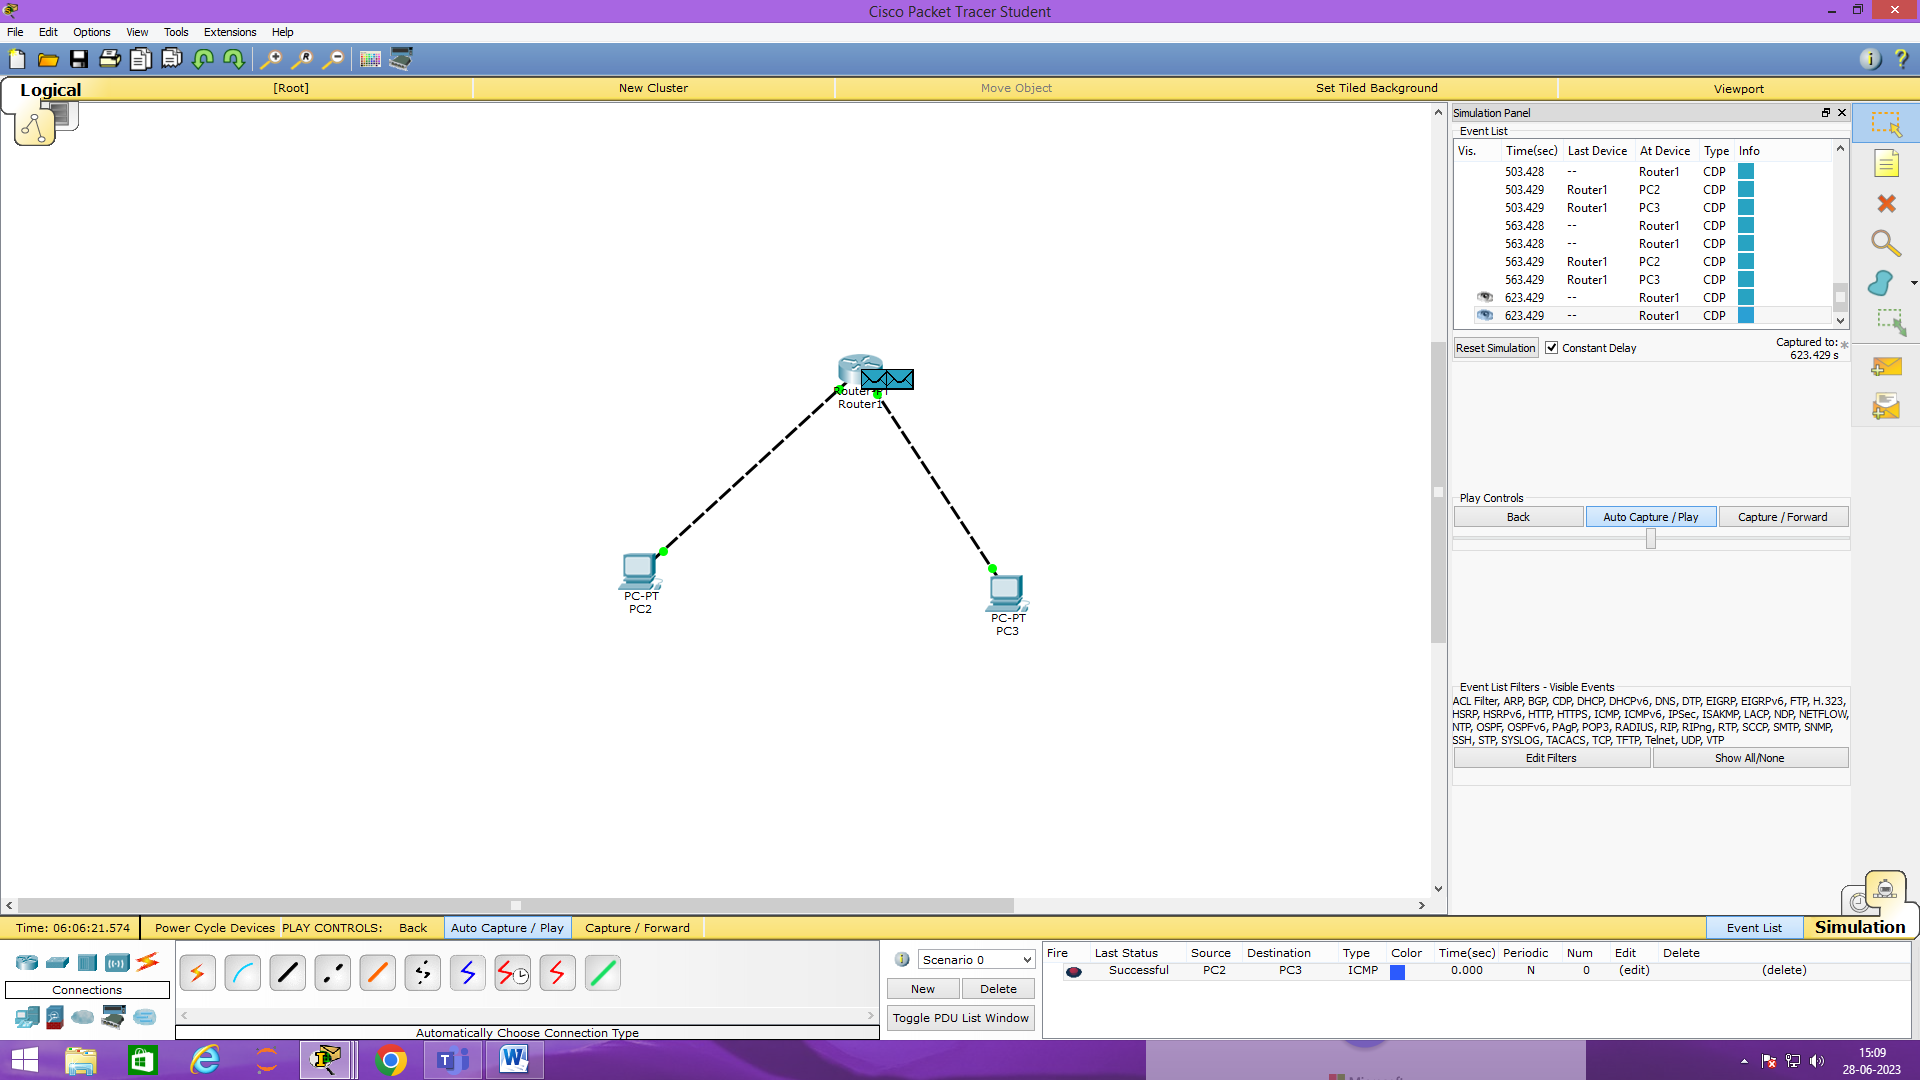 Cisco Packet Tracer Student
File Edit Options View Tools Extensions Help
Logical [Root] New Cluster Move Object Set Tiled Background Viewport
Simulation Panel
Event List
Vis. Time(sec) Last Device At Device Type Info
503.428 -- Router1 CDP
503.429 Router1 PC2 CDP
503.429 Router1 PC3 CDP
563.428 -- Router1 CDP
563.428 -- Router1 CDP
563.429 Router1 PC2 CDP
563.429 Router1 PC3 CDP
623.429 -- Router1 CDP
623.429 -- Router1 CDP
Reset Simulation Constant Delay Captured to: *
623.429 s
Router-PT
Router1
PC-PT
PC2
PC-PT
PC3
Play Controls
Back Auto Capture / Play Capture / Forward
Event List Filters - Visible Events
ACL Filter, ARP, BGP, CDP, DHCP, DHCPv6, DNS, DTP, EIGRP, EIGRPv6, FTP, H.323,
HSRP, HSRPv6, HTTP, HTTPS, ICMP, ICMPv6, IPSec, ISAKMP, LACP, NDP, NETFLOW,
NTP, OSPF, OSPFv6, PAgP, POP3, RADIUS, RIP, RIPng, RTP, SCCP, SMTP, SNMP,
SSH, STP, SYSLOG, TACACS, TCP, TFTP, Telnet, UDP, VTP
Edit Filters Show All/None
Time: 06:06:21.574 Power Cycle Devices PLAY CONTROLS: Back Auto Capture / Play Capture / Forward Event List Simulation
Connections
Automatically Choose Connection Type
Scenario 0
New Delete
Toggle PDU List Window
Fire Last Status Source Destination Type Color Time(sec) Periodic Num Edit Delete
Successful PC2 PC3 ICMP 0.000 N 0 (edit) (delete)
15:09
28-06-2023